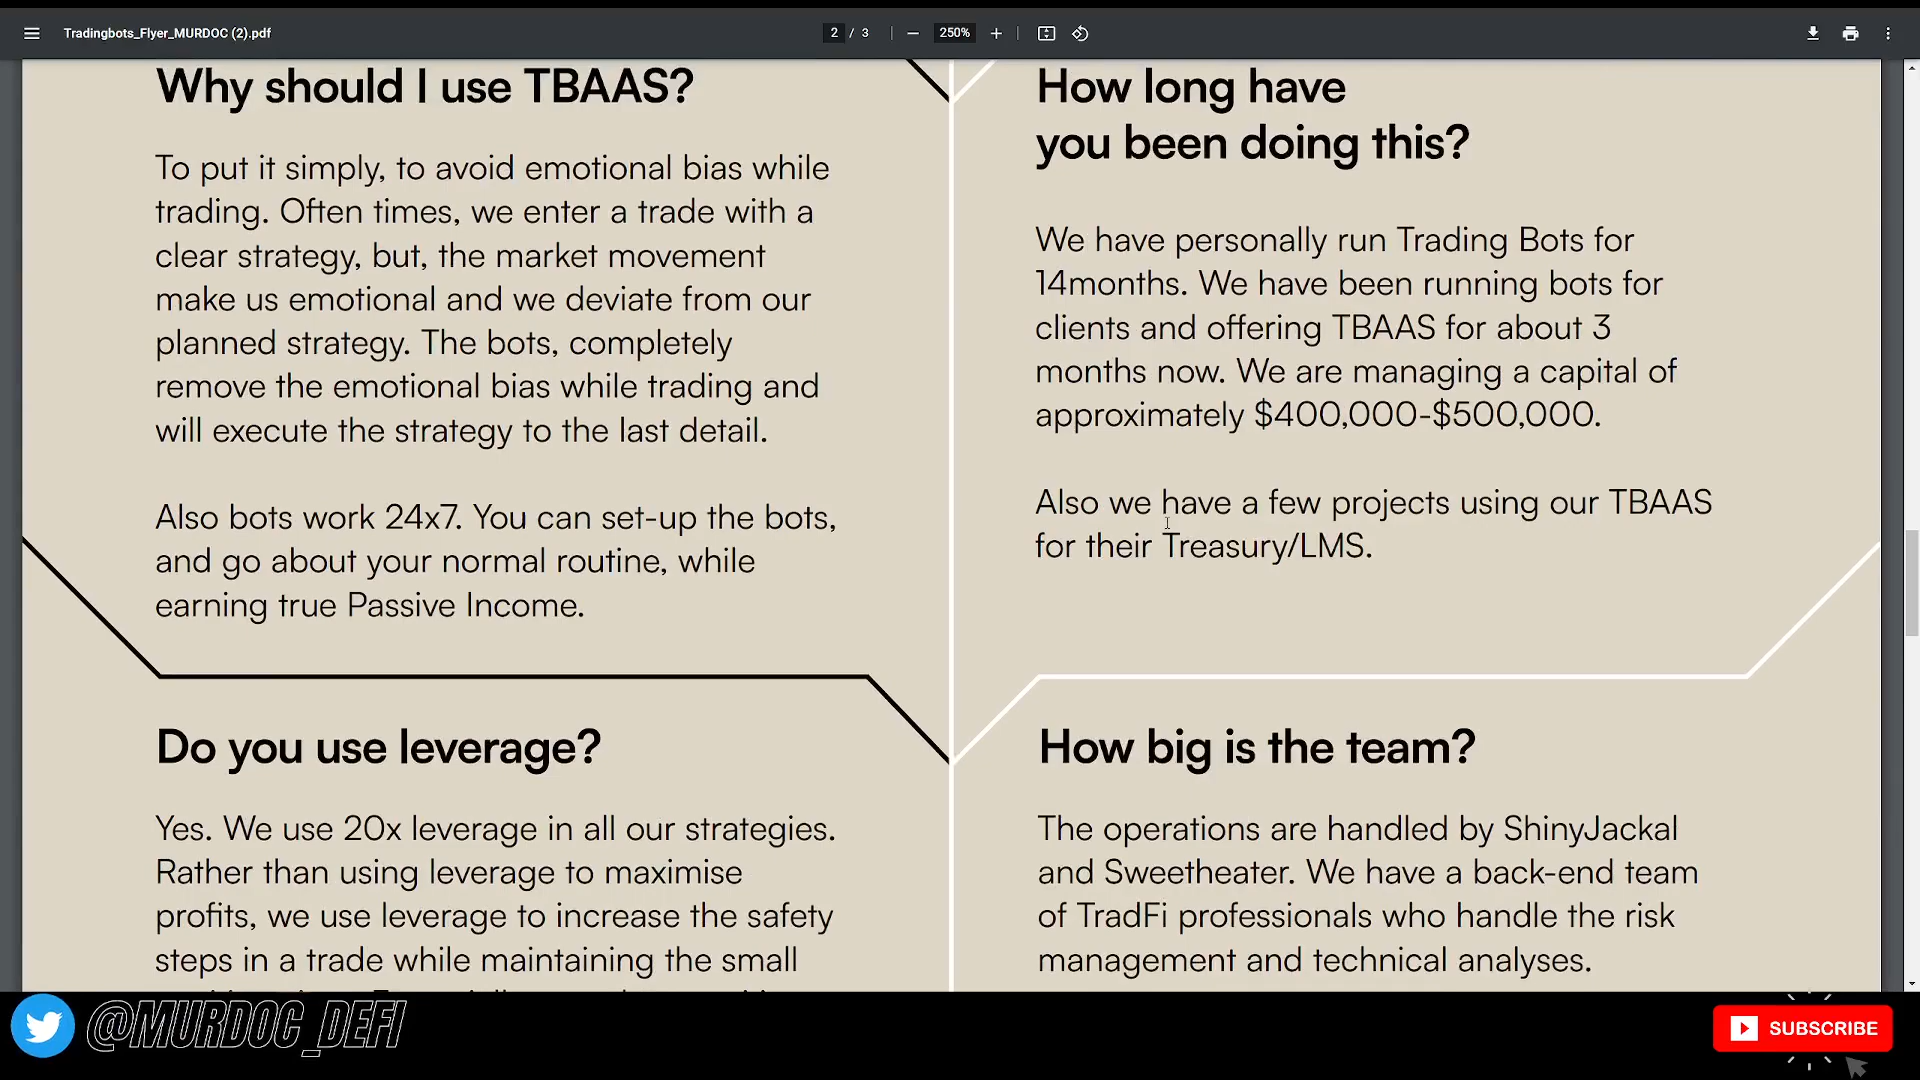 Tradingbots_Flyer_MURDOC (2).pdf
2 / 3
250%
Why should I use TBAAS?
To put it simply, to avoid emotional bias while
trading. Often times, we enter a trade with a
clear strategy, but, the market movement
make us emotional and we deviate from our
planned strategy. The bots, completely
remove the emotional bias while trading and
will execute the strategy to the last detail.
Also bots work 24x7. You can set-up the bots,
and go about your normal routine, while
earning true Passive Income.
How long have
you been doing this?
We have personally run Trading Bots for
14months. We have been running bots for
clients and offering TBAAS for about 3
months now. We are managing a capital of
approximately $400,000-$500,000.
Also we have a few projects using our TBAAS
for their Treasury/LMS.
Do you use leverage?
Yes. We use 20x leverage in all our strategies.
Rather than using leverage to maximise
profits, we use leverage to increase the safety
steps in a trade while maintaining the small
How big is the team?
The operations are handled by ShinyJackal
and Sweetheater. We have a back-end team
of TradFi professionals who handle the risk
management and technical analyses.
@MURDOC_DEFI
SUBSCRIBE